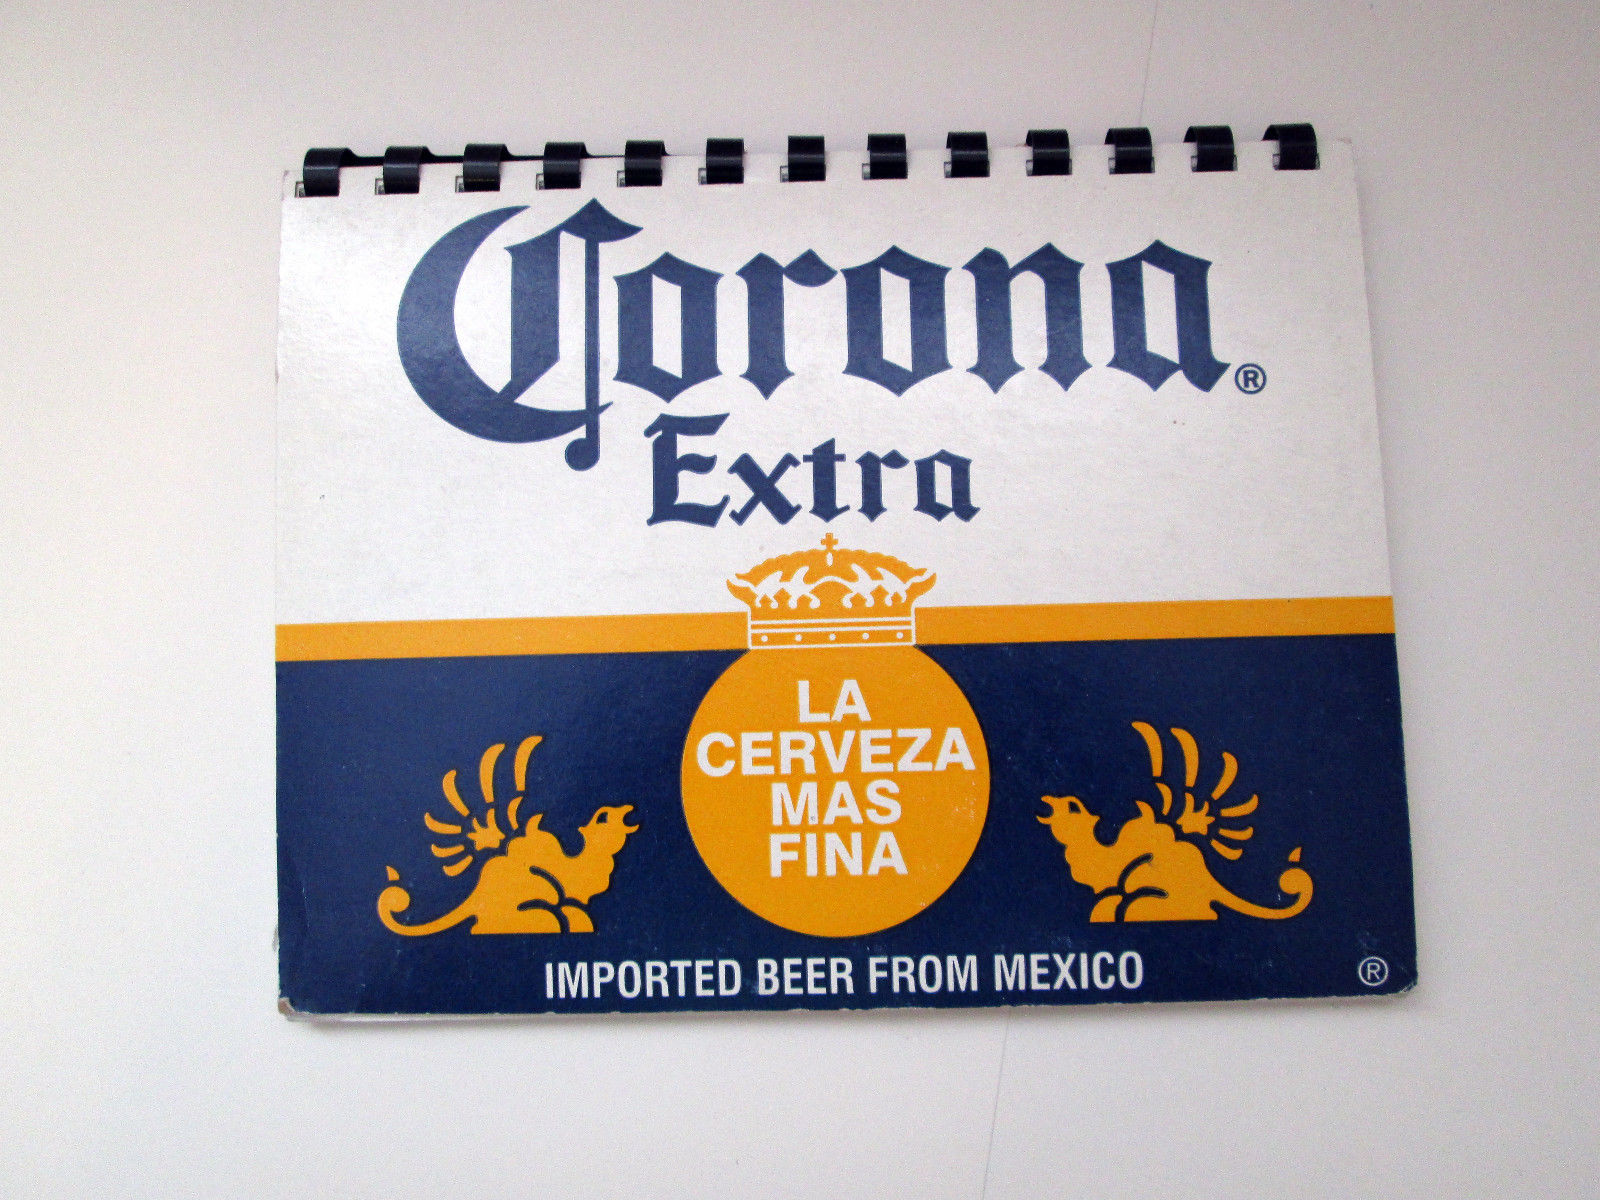 Corona®
Extra
LA
CERVEZA
MAS
FINA
IMPORTED BEER FROM MEXICO
®